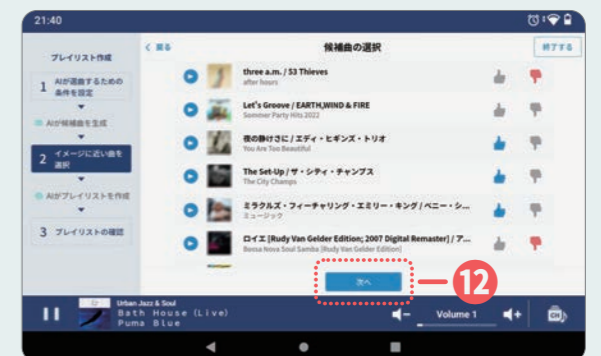 21:40
プレイリスト作成
1 AIが選曲するための
条件を設定
AIが候補曲を生成
2 イメージに近い曲を
選択
AIがプレイリストを作成
3 プレイリストの確認
戻る
候補曲の選択
終了する
three a.m. / 53 Thieves
after hours
Let's Groove / EARTH,WIND & FIRE
Sommer Party Hits 2022
夜の静けさに / エディ・ヒギンズ・トリオ
You Are Too Beautiful
The Set-Up / ザ・シティ・チャンプス
The City Champs
ミラクルズ・フィーチャリング・エミリー・キング / ベニー・シ...
ミュージック
ロイエ [Rudy Van Gelder Edition; 2007 Digital Remaster] / ア...
Bossa Nova Soul Samba [Rudy Van Gelder Edition]
次へ
12
Urban Jazz & Soul
Bath House (Live)
Puma Blue
Volume 1
CH